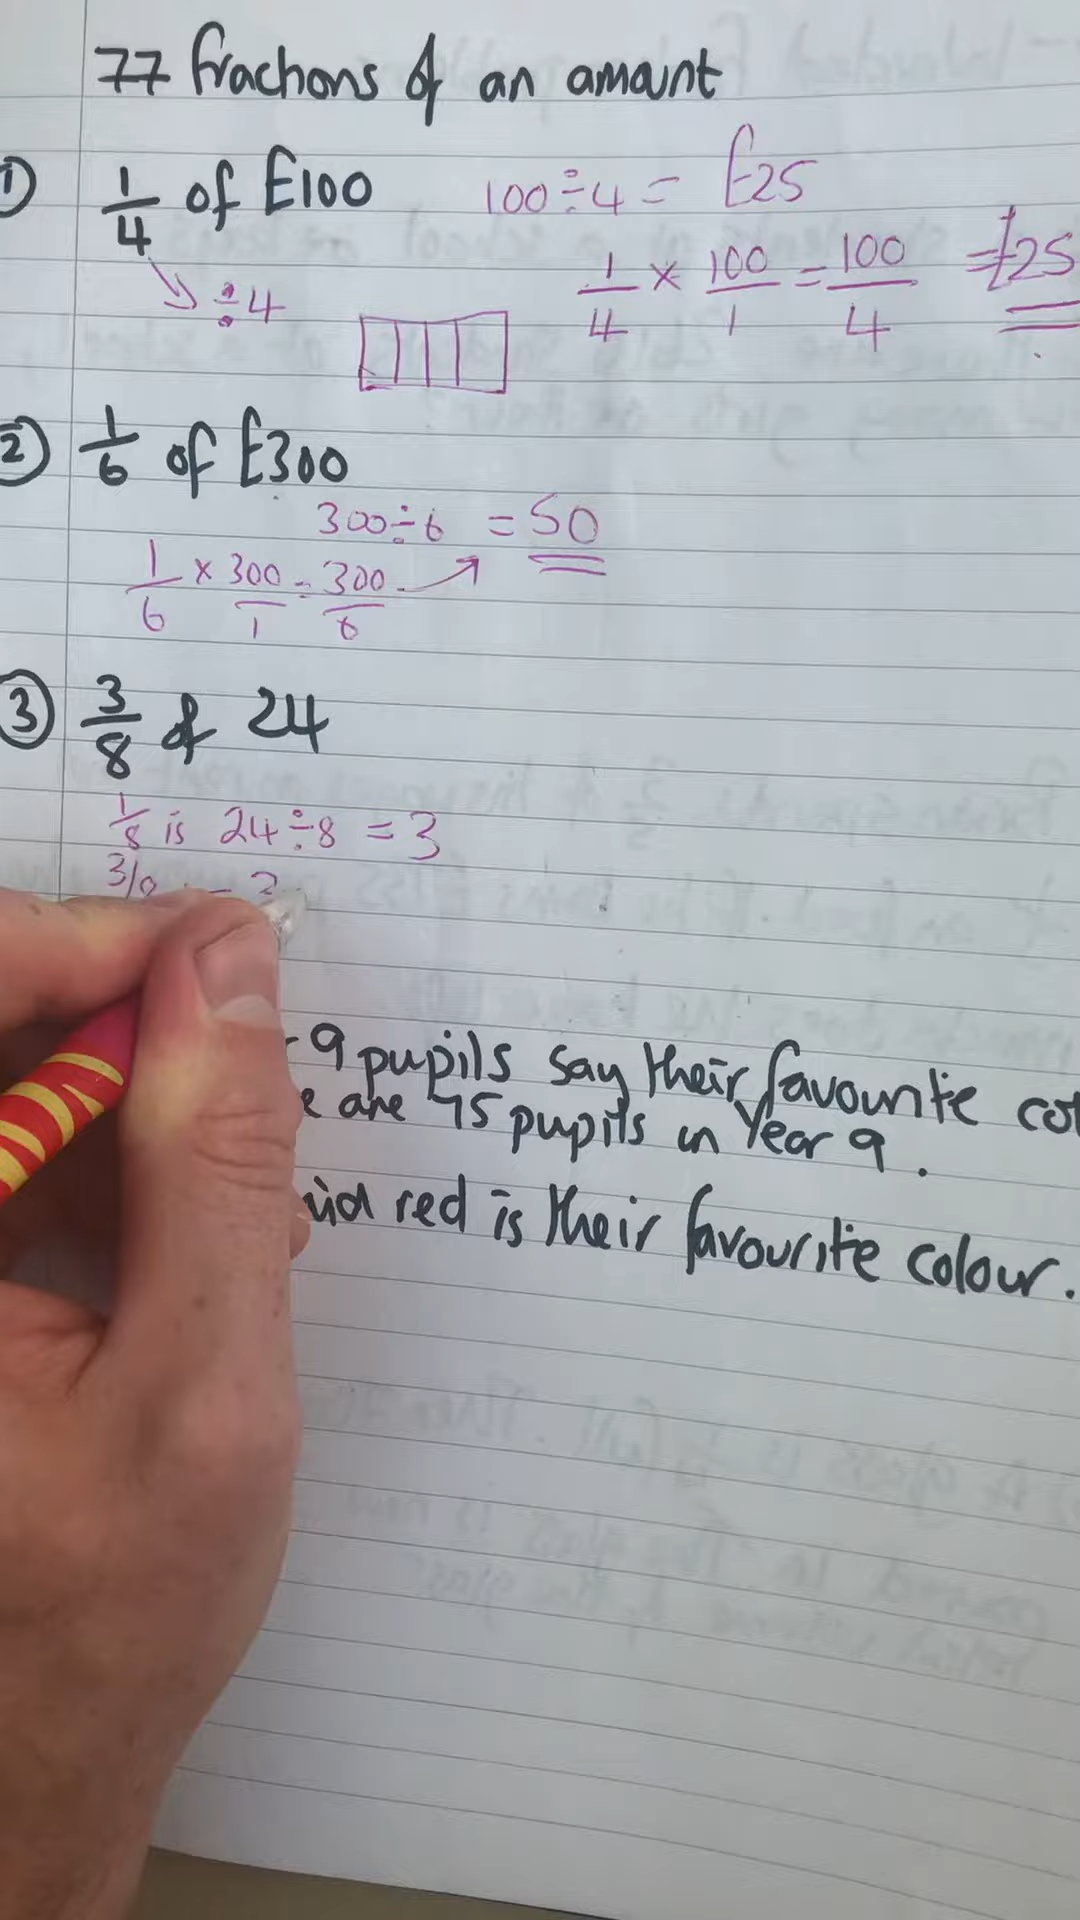 77 fractions of an amount
① 1/4 of £100 100÷4 = £25
÷4 1/4 × 100/1 = 100/4 = £25
② 1/6 of £300
300÷6 = 50
1/6 × 300/1 = 300/6
③ 3/8 of 24
1/8 is 24÷8 = 3
9 pupils say their favourite
are 45 pupils in Year 9.
red is their favourite colour.